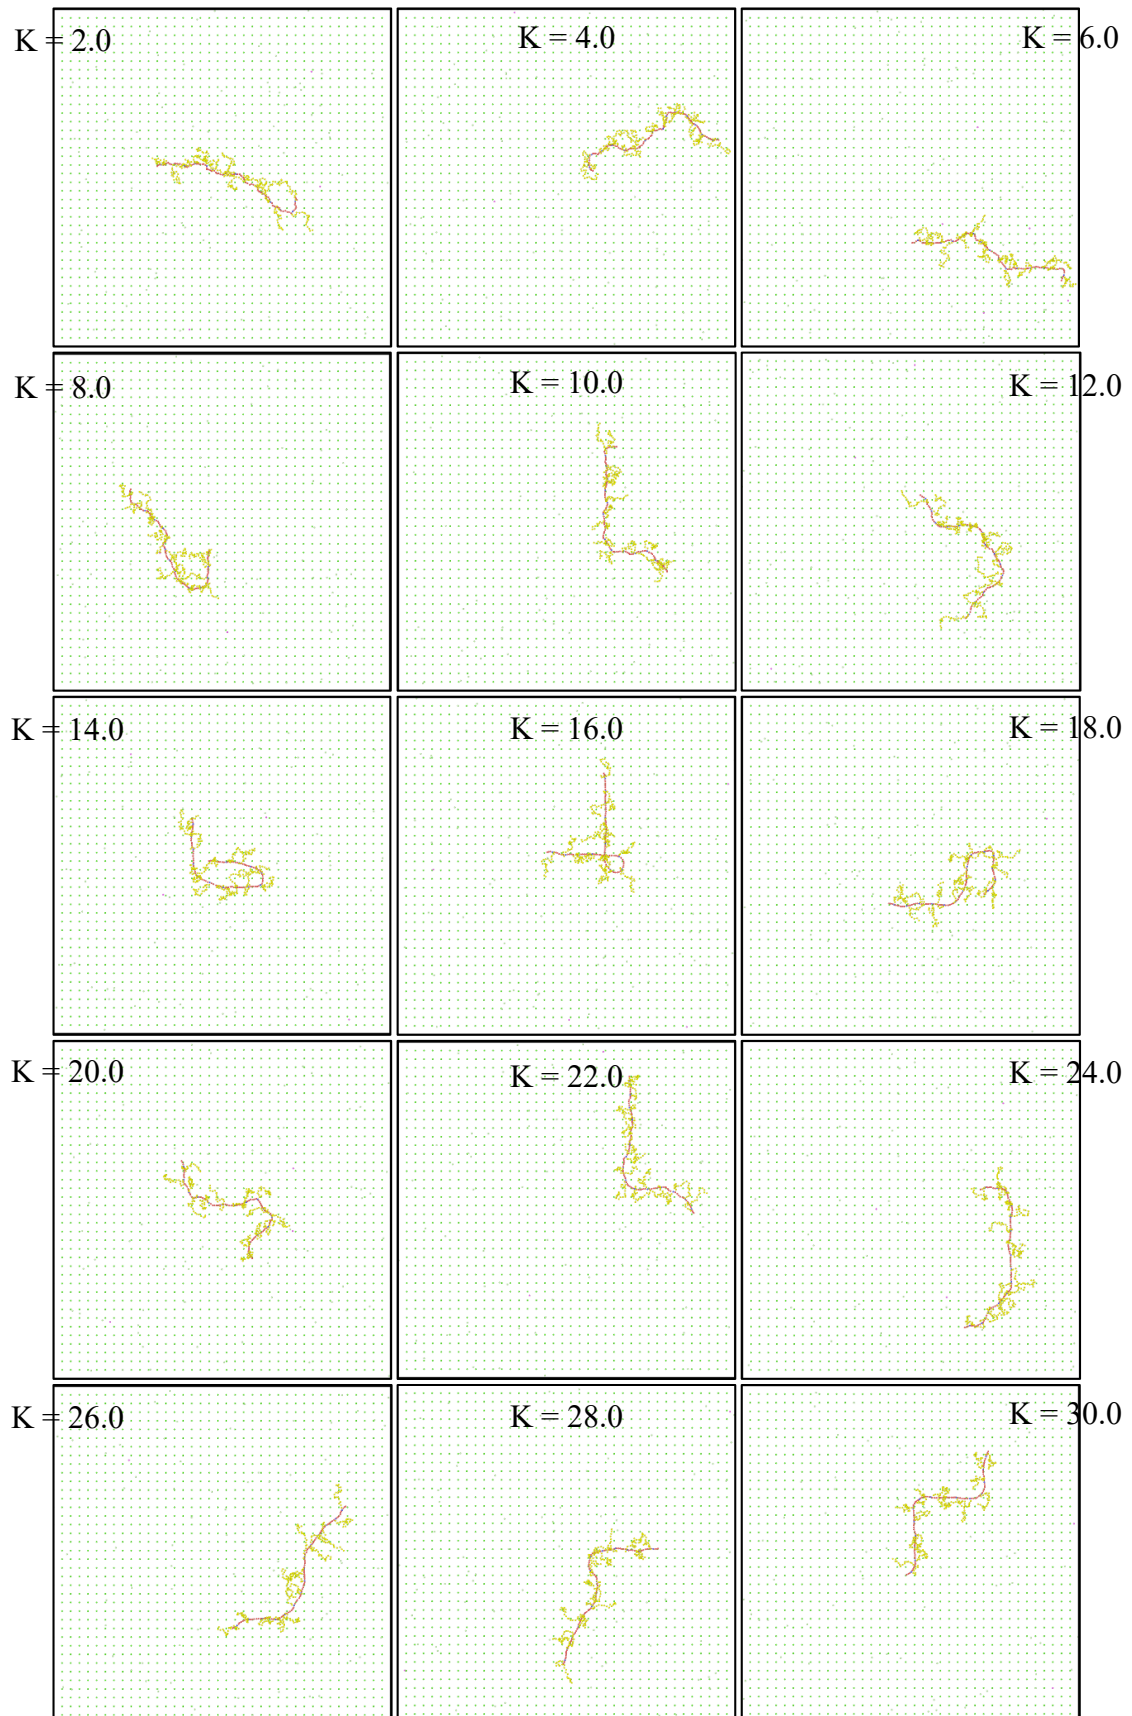 K = 2.0
K = 4.0
K = 6.0
K = 8.0
K = 10.0
K = 12.0
K = 14.0
K = 16.0
K = 18.0
K = 20.0
K = 22.0
K = 24.0
K = 26.0
K = 28.0
K = 30.0